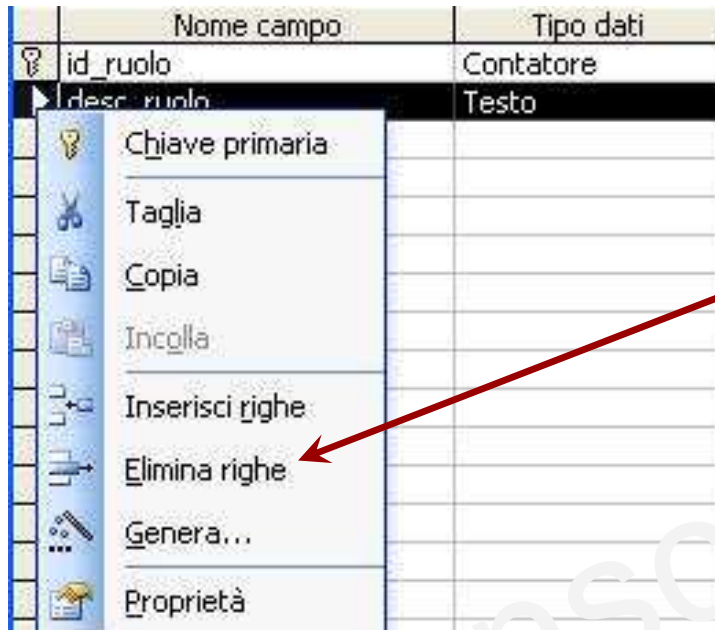 Nome campo Tipo dati
id_ruolo Contatore
desc_ruolo Testo
Chiave primaria
Taglia
Copia
Incolla
Inserisci righe
Elimina righe
Genera...
Proprietà